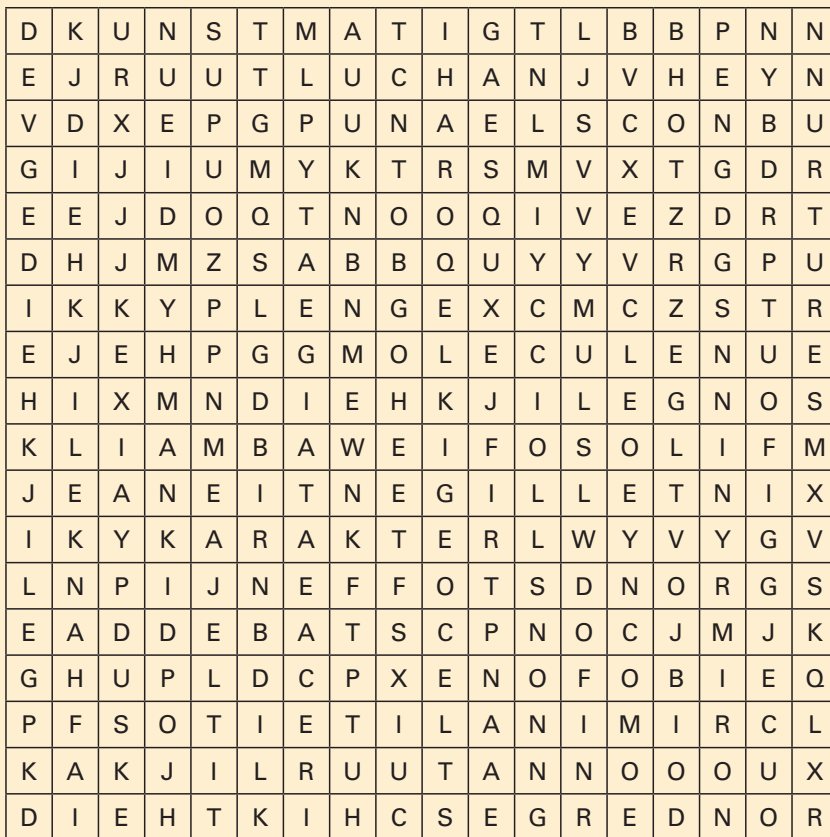 D K U N S T M A T I G T L B B P N N
E J R U U T L U C H A N J V H E Y N
V D X E P G P U N A E L S C O N B U
G I J I U M Y K T R S M V X T G D R
E E J D O Q T N O O Q I V E Z D R T
D H J M Z S A B B Q U Y Y V R G P U
I K K Y P L E N G E X C M C Z S T R
E J E H P G G M O L E C U L E N U E
H I X M N D I E H K J I L E G N O S
K L I A M B A W E I F O S O L I F M
J E A N E I T N E G I L L E T N I X
I K Y K A R A K T E R L W Y V Y G V
L N P I J N E F F O T S D N O R G S
E A D D E B A T S C P N O C J M J K
G H U P L D C P X E N O F O B I E Q
P F S O T I E T I L A N I M I R C L
K A K J I L R U U T A N N O O O U X
D I E H T K I H C S E G R E D N O R